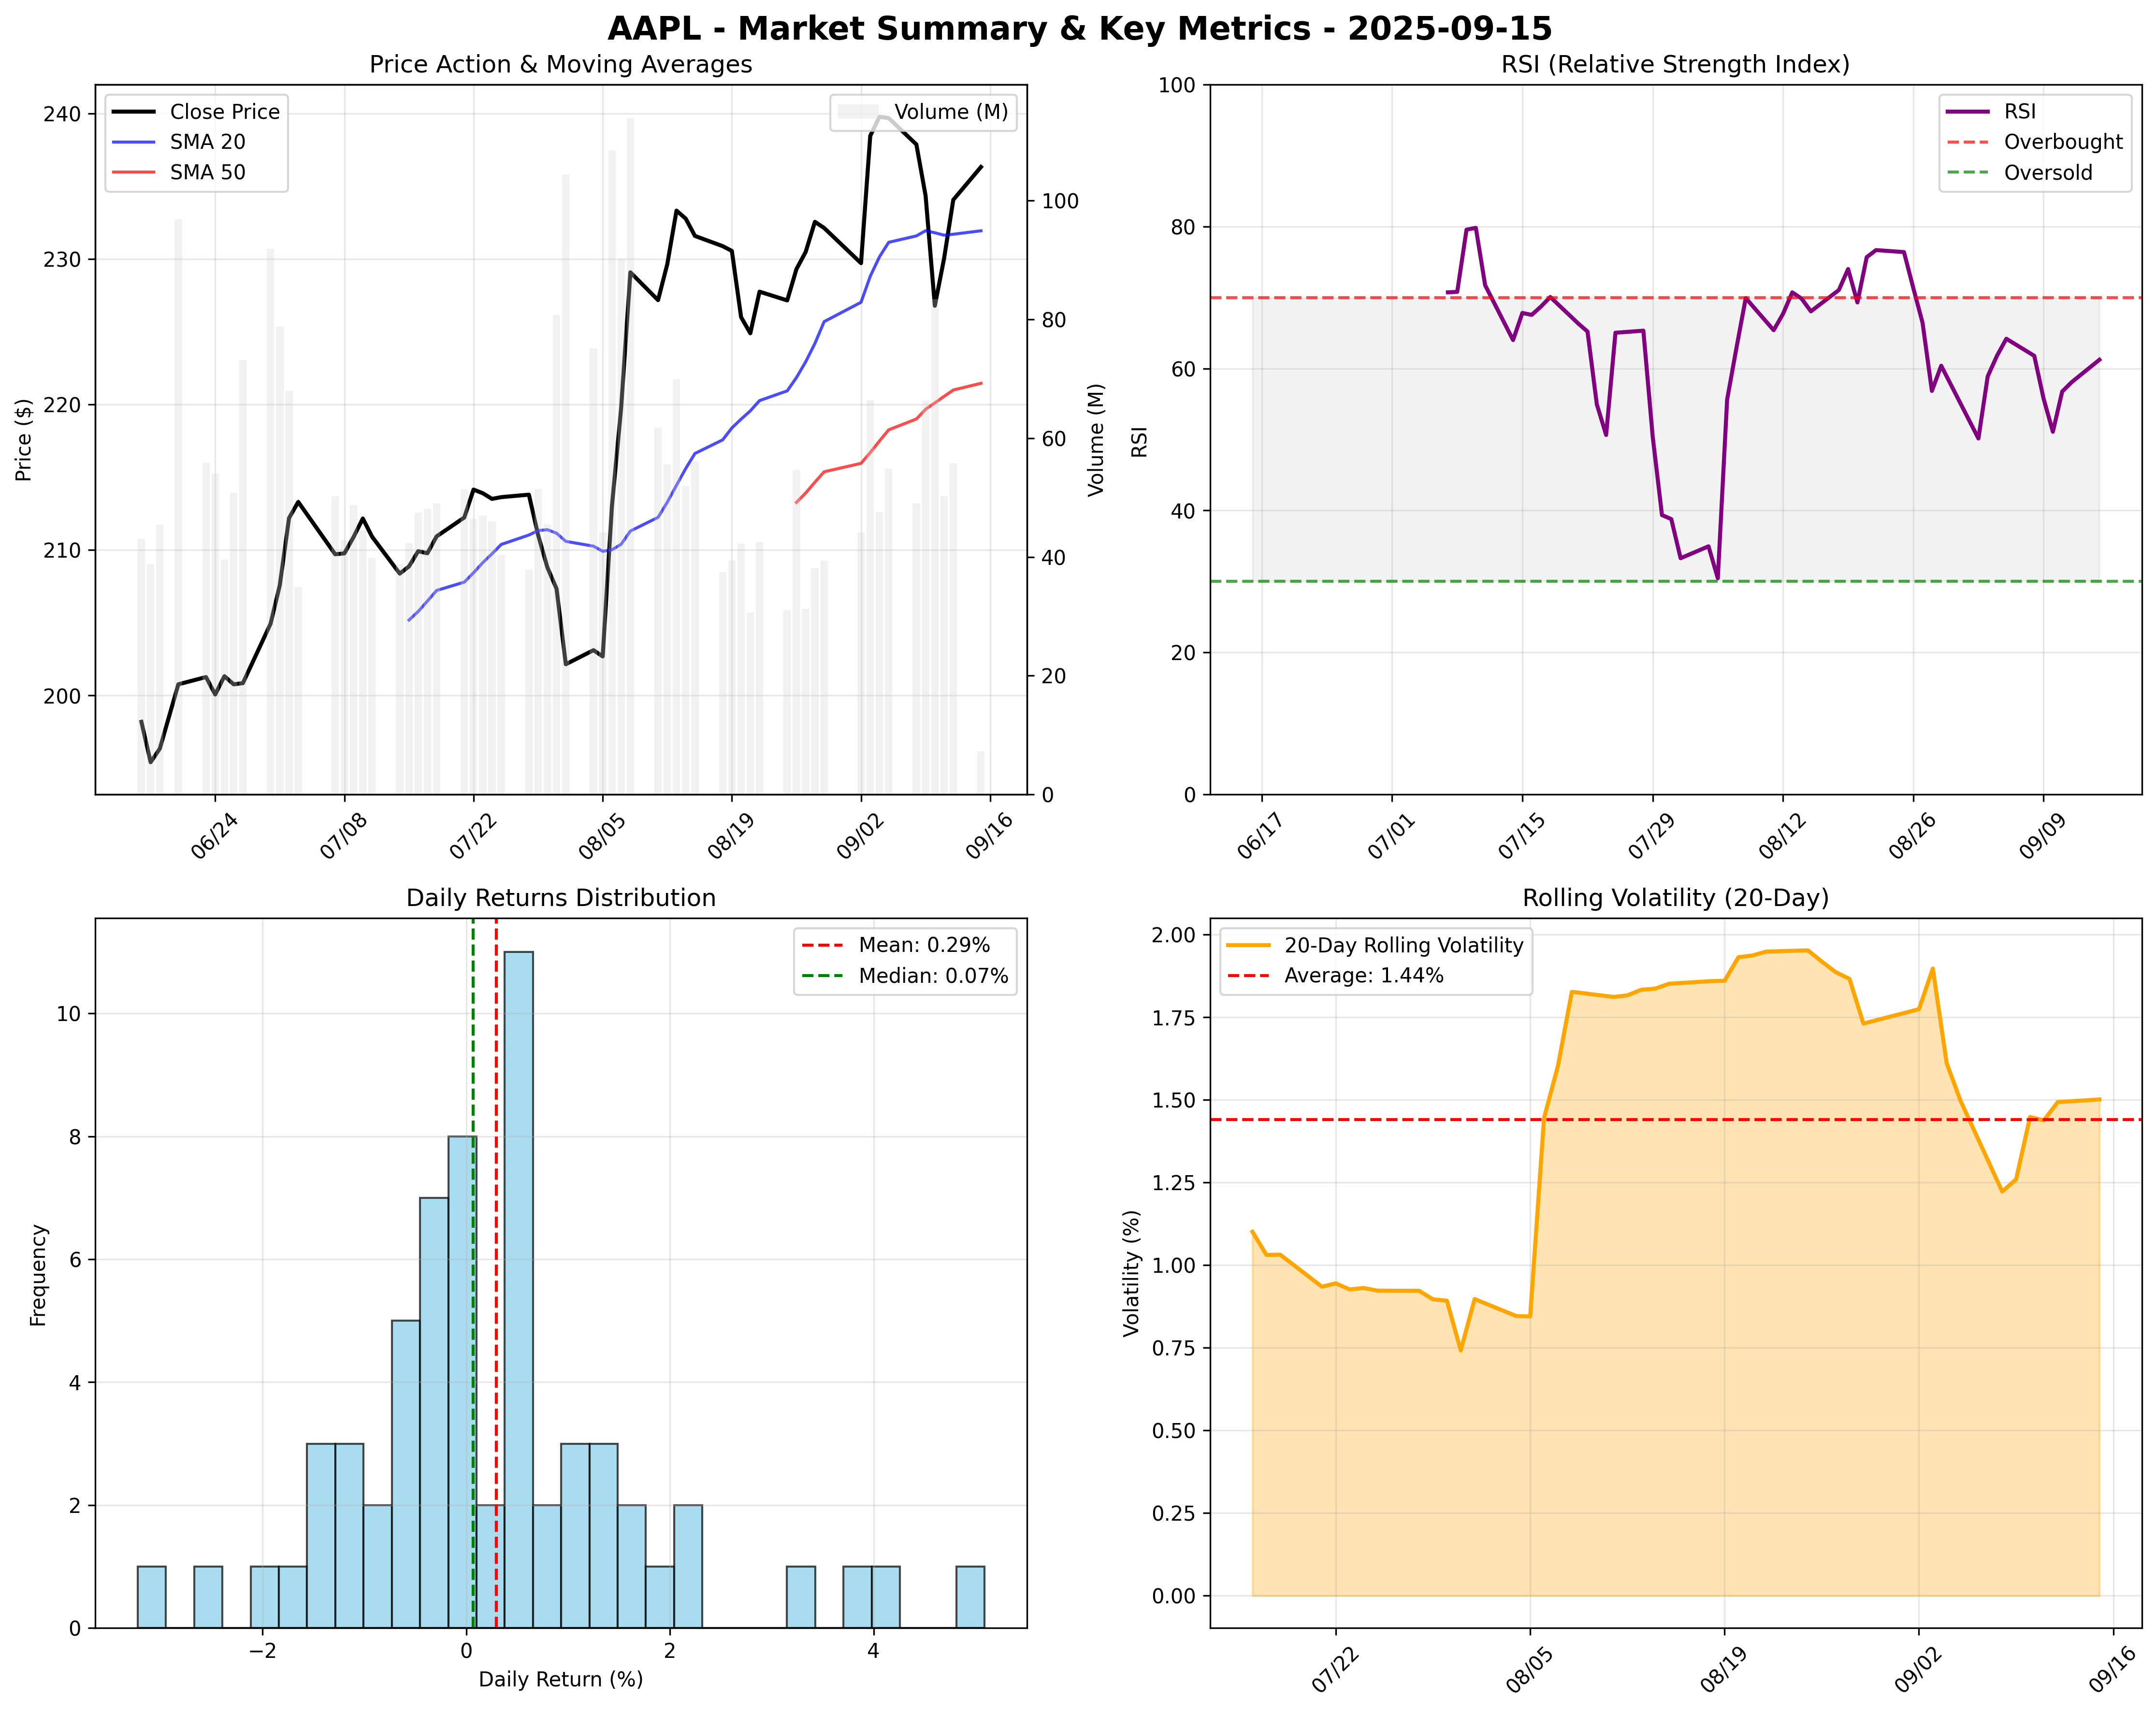 AAPL - Market Summary & Key Metrics - 2025-09-15
Price Action & Moving Averages
Close Price
SMA 20
SMA 50
Volume (M)
Price ($)
240
230
220
210
200
100
80
60
40
20
0
Volume (M)
06/24
07/08
07/22
08/05
08/19
09/02
09/16
RSI (Relative Strength Index)
RSI
Overbought
Oversold
RSI
100
80
60
40
20
0
06/17
07/01
07/15
07/29
08/12
08/26
09/09
Daily Returns Distribution
Mean: 0.29%
Median: 0.07%
Frequency
10
8
6
4
2
0
−2
0
2
4
Daily Return (%)
Rolling Volatility (20-Day)
20-Day Rolling Volatility
Average: 1.44%
Volatility (%)
2.00
1.75
1.50
1.25
1.00
0.75
0.50
0.25
0.00
07/22
08/05
08/19
09/02
09/16